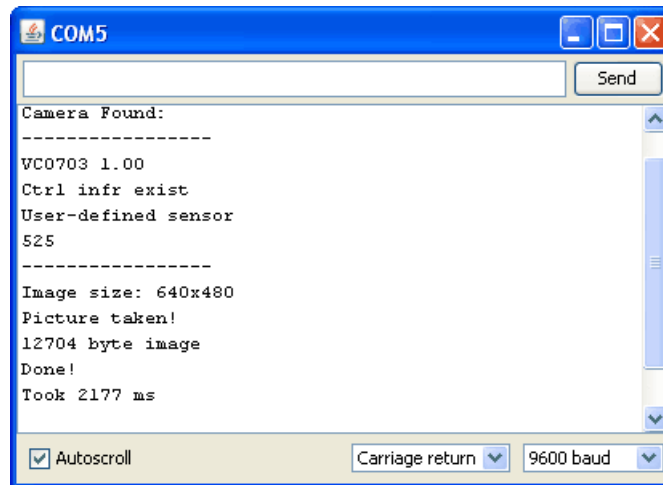 COM5
Send
Camera Found:
-----------------
VC0703 1.00
Ctrl infr exist
User-defined sensor
525
-----------------
Image size: 640x480
Picture taken!
12704 byte image
Done!
Took 2177 ms
Autoscroll
Carriage return
9600 baud